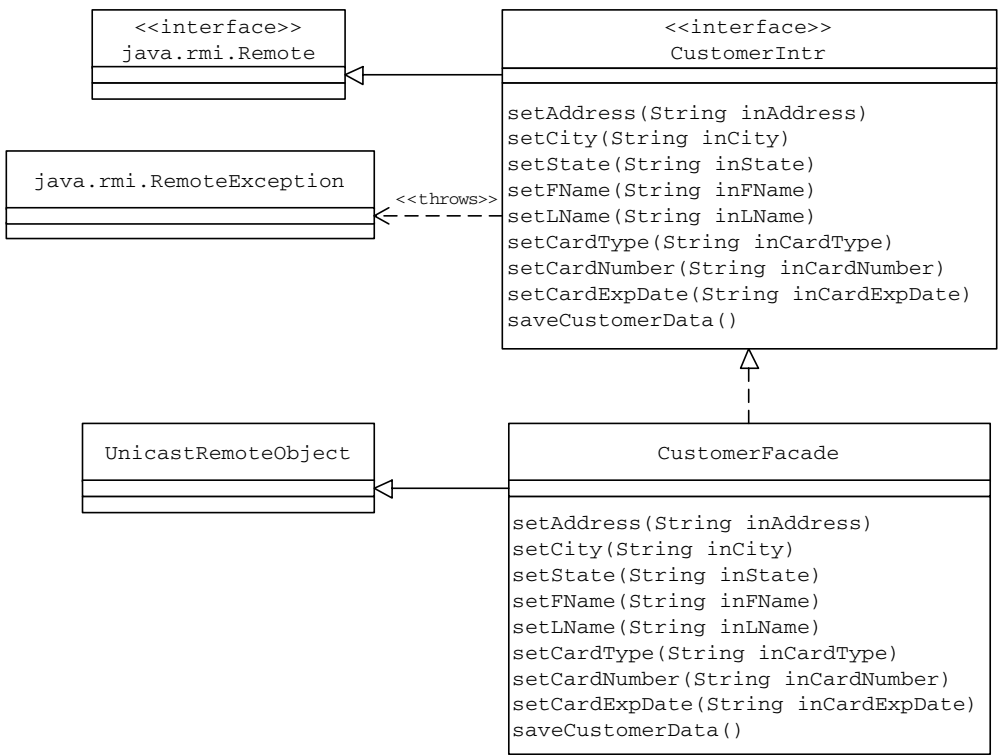 <<interface>>
java.rmi.Remote
<<interface>>
CustomerIntr
setAddress(String inAddress)
setCity(String inCity)
setState(String inState)
setFName(String inFName)
setLName(String inLName)
setCardType(String inCardType)
setCardNumber(String inCardNumber)
setCardExpDate(String inCardExpDate)
saveCustomerData()
java.rmi.RemoteException
<<throws>>
UnicastRemoteObject
CustomerFacade
setAddress(String inAddress)
setCity(String inCity)
setState(String inState)
setFName(String inFName)
setLName(String inLName)
setCardType(String inCardType)
setCardNumber(String inCardNumber)
setCardExpDate(String inCardExpDate)
saveCustomerData()